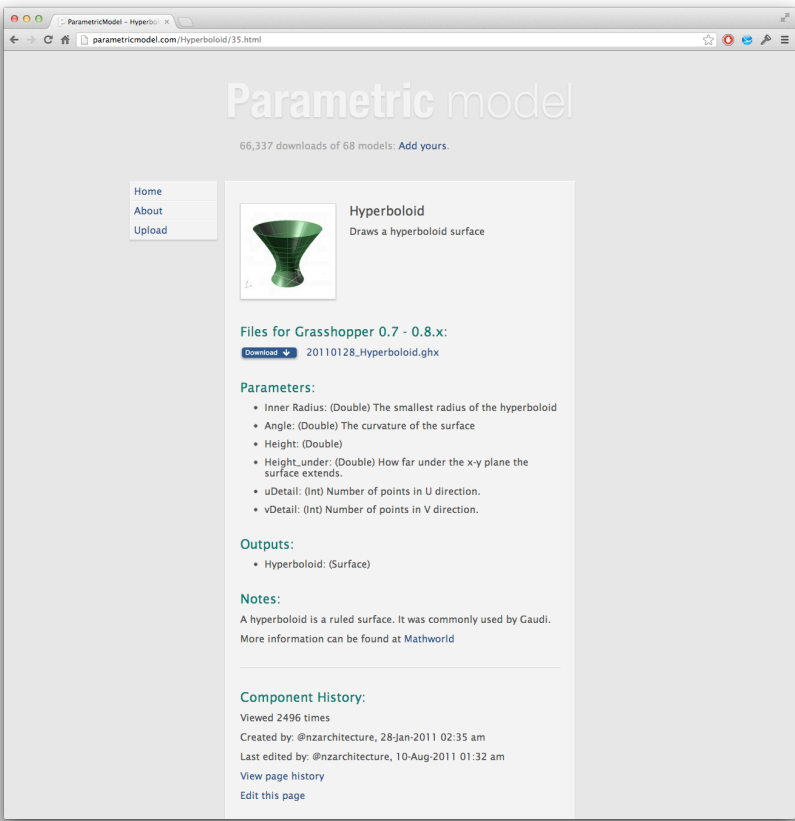 ParametricModel - Hyperbol
parametricmodel.com/Hyperboloid/35.html
Parametric model
66,337 downloads of 68 models: Add yours.
Home
About
Upload
Hyperboloid
Draws a hyperboloid surface
Files for Grasshopper 0.7 - 0.8.x:
Download 20110128_Hyperboloid.ghx
Parameters:
• Inner Radius: (Double) The smallest radius of the hyperboloid
• Angle: (Double) The curvature of the surface
• Height: (Double)
• Height_under: (Double) How far under the x-y plane the
surface extends.
• uDetail: (Int) Number of points in U direction.
• vDetail: (Int) Number of points in V direction.
Outputs:
• Hyperboloid: (Surface)
Notes:
A hyperboloid is a ruled surface. It was commonly used by Gaudi.
More information can be found at Mathworld
Component History:
Viewed 2496 times
Created by: @nzarchitecture, 28-Jan-2011 02:35 am
Last edited by: @nzarchitecture, 10-Aug-2011 01:32 am
View page history
Edit this page